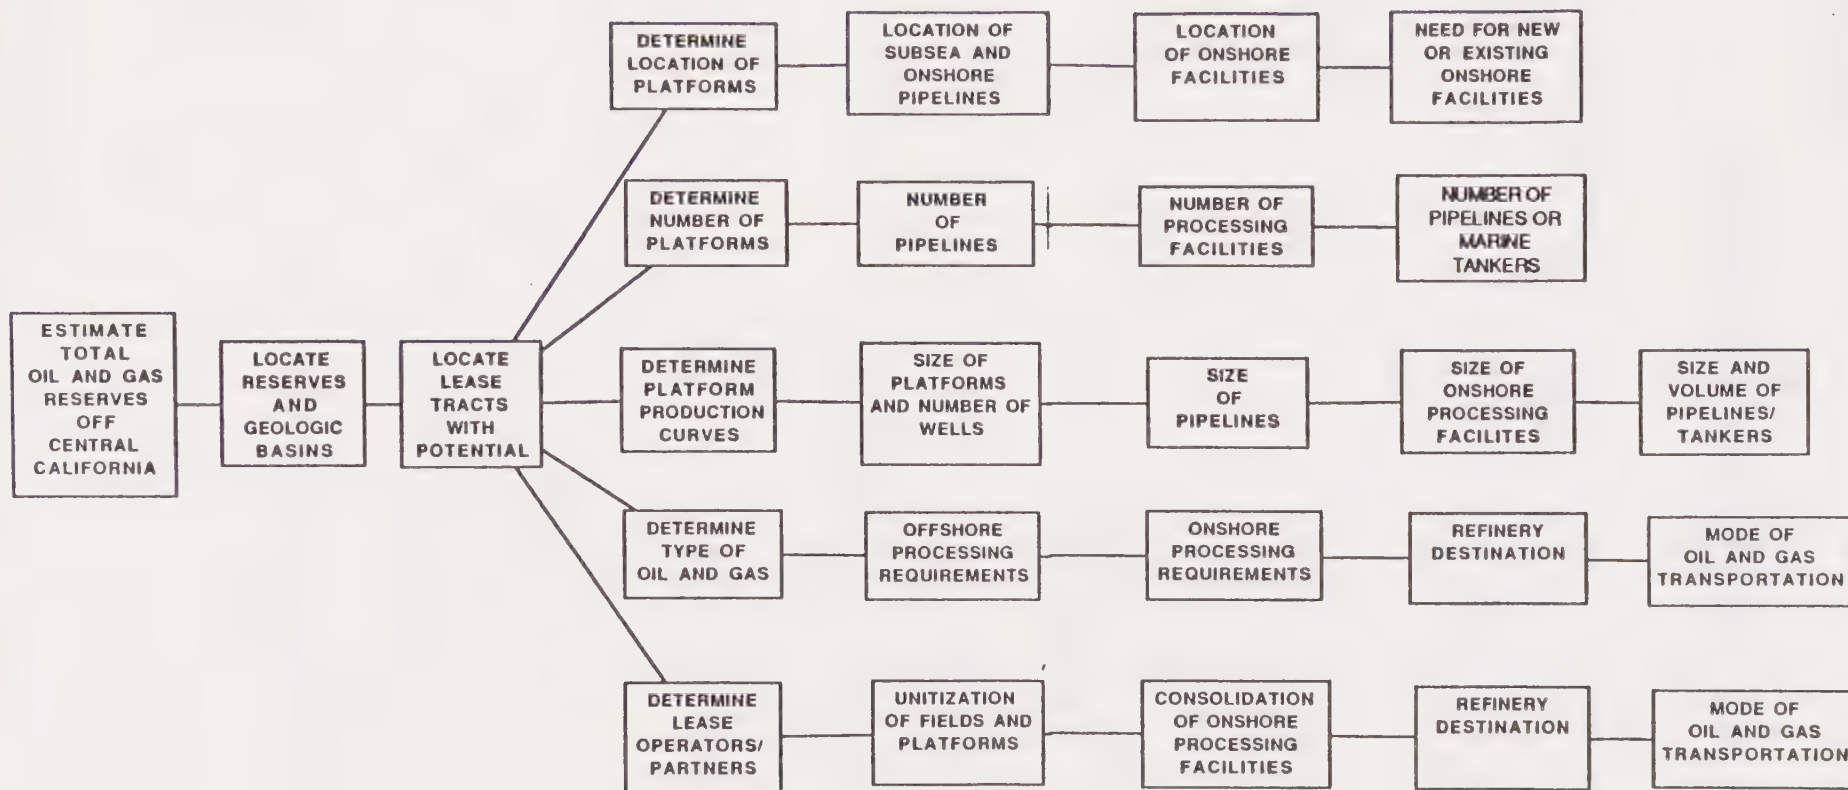 DETERMINE
LOCATION OF
PLATFORMS
LOCATION OF
SUBSEA AND
ONSHORE
PIPELINES
LOCATION
OF ONSHORE
FACILITIES
NEED FOR NEW
OR EXISTING
ONSHORE
FACILITIES
DETERMINE
NUMBER OF
PLATFORMS
NUMBER
OF
PIPELINES
NUMBER OF
PROCESSING
FACILITIES
NUMBER OF
PIPELINES OR
MARINE
TANKERS
ESTIMATE
TOTAL
OIL AND GAS
RESERVES
OFF
CENTRAL
CALIFORNIA
LOCATE
RESERVES
AND
GEOLOGIC
BASINS
LOCATE
LEASE
TRACTS
WITH
POTENTIAL
DETERMINE
PLATFORM
PRODUCTION
CURVES
SIZE OF
PLATFORMS
AND NUMBER OF
WELLS
SIZE
OF
PIPELINES
SIZE OF
ONSHORE
PROCESSING
FACILITES
SIZE AND
VOLUME OF
PIPELINES/
TANKERS
DETERMINE
TYPE OF
OIL AND GAS
OFFSHORE
PROCESSING
REQUIREMENTS
ONSHORE
PROCESSING
REQUIREMENTS
REFINERY
DESTINATION
MODE OF
OIL AND GAS
TRANSPORTATION
DETERMINE
LEASE
OPERATORS/
PARTNERS
UNITIZATION
OF FIELDS AND
PLATFORMS
CONSOLIDATION
OF ONSHORE
PROCESSING
FACILITIES
REFINERY
DESTINATION
MODE OF
OIL AND GAS
TRANSPORTATION